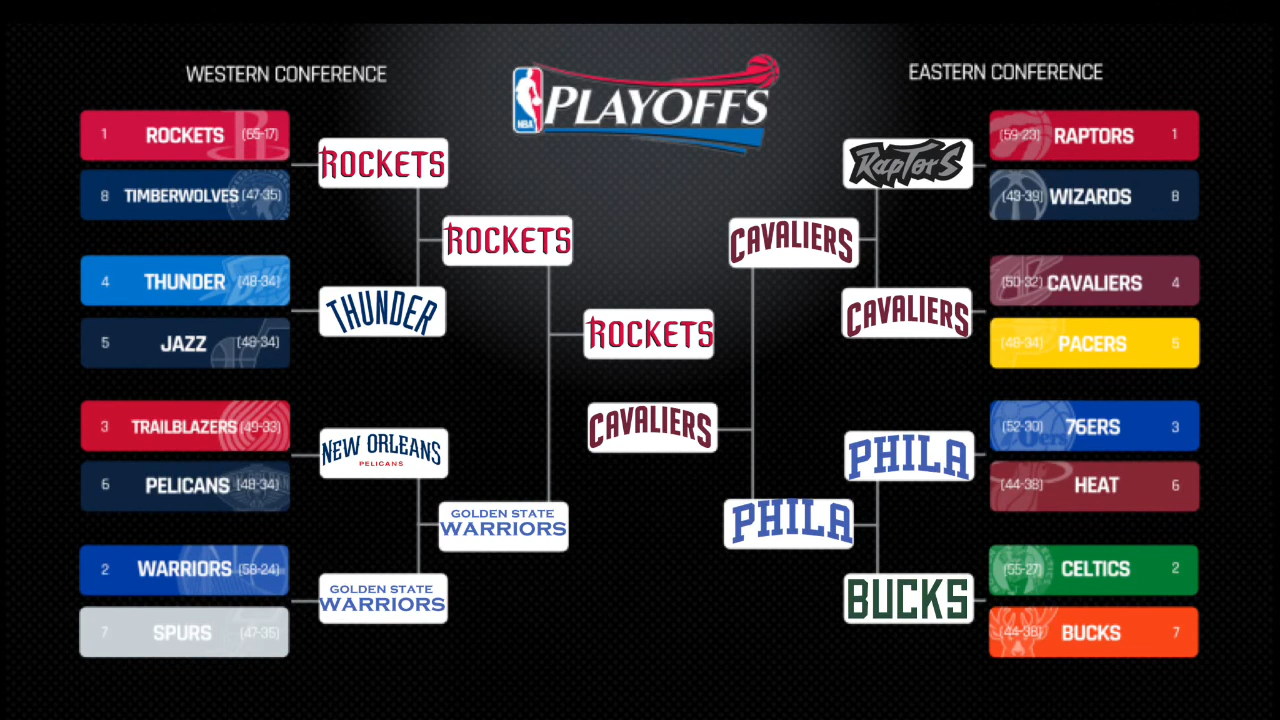 WESTERN CONFERENCE
NBA
PLAYOFFS
EASTERN CONFERENCE
1 ROCKETS (65-17)
8 TIMBERWOLVES (47-35)
4 THUNDER (48-34)
5 JAZZ (48-34)
3 TRAILBLAZERS (49-33)
6 PELICANS (48-34)
2 WARRIORS (58-24)
7 SPURS (47-35)
ROCKETS
THUNDER
NEW ORLEANS
PELICANS
GOLDEN STATE
WARRIORS
ROCKETS
GOLDEN STATE
WARRIORS
ROCKETS
CAVALIERS
CAVALIERS
PHILA
RAPTORS
CAVALIERS
PHILA
BUCKS
(59-23) RAPTORS 1
(43-39) WIZARDS 8
(50-32) CAVALIERS 4
(48-34) PACERS 5
(52-30) 76ERS 3
(44-38) HEAT 6
(55-27) CELTICS 2
(44-38) BUCKS 7